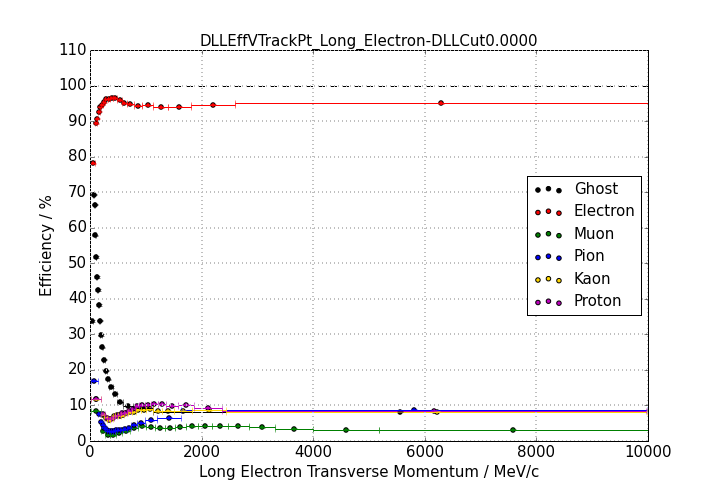 DLLEffVTrackPt_Long_Electron-DLLCut0.0000
110
100
90
80
70
60
50
40
30
20
10
0
Efficiency / %
Ghost
Electron
Muon
Pion
Kaon
Proton
0 2000 4000 6000 8000 10000
Long Electron Transverse Momentum / MeV/c